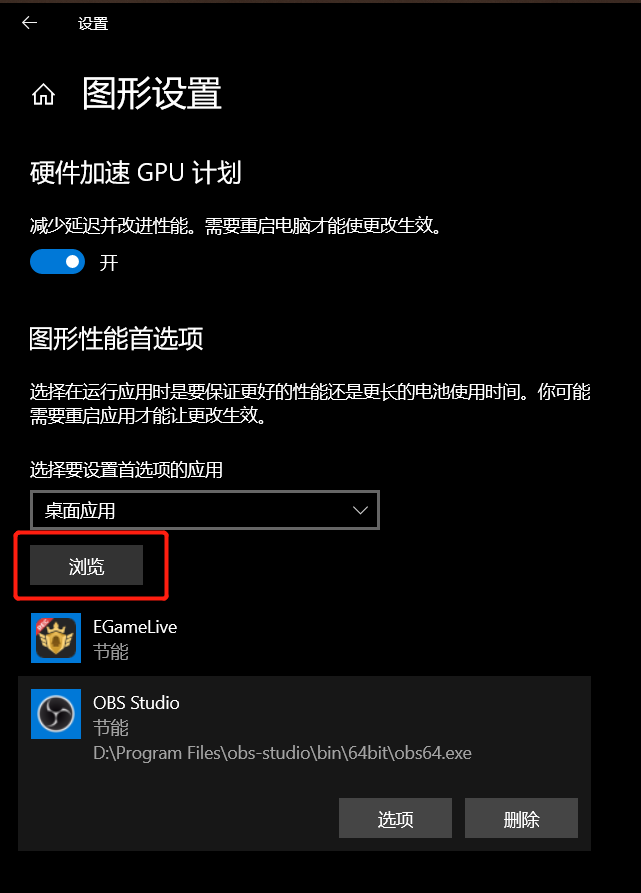 设置
图形设置
硬件加速 GPU 计划
减少延迟并改进性能。需要重启电脑才能使更改生效。
开
图形性能首选项
选择在运行应用时是要保证更好的性能还是更长的电池使用时间。你可能
需要重启应用才能让更改生效。
选择要设置首选项的应用
桌面应用
浏览
EGameLive
节能
OBS Studio
节能
D:\Program Files\obs-studio\bin\64bit\obs64.exe
选项 删除